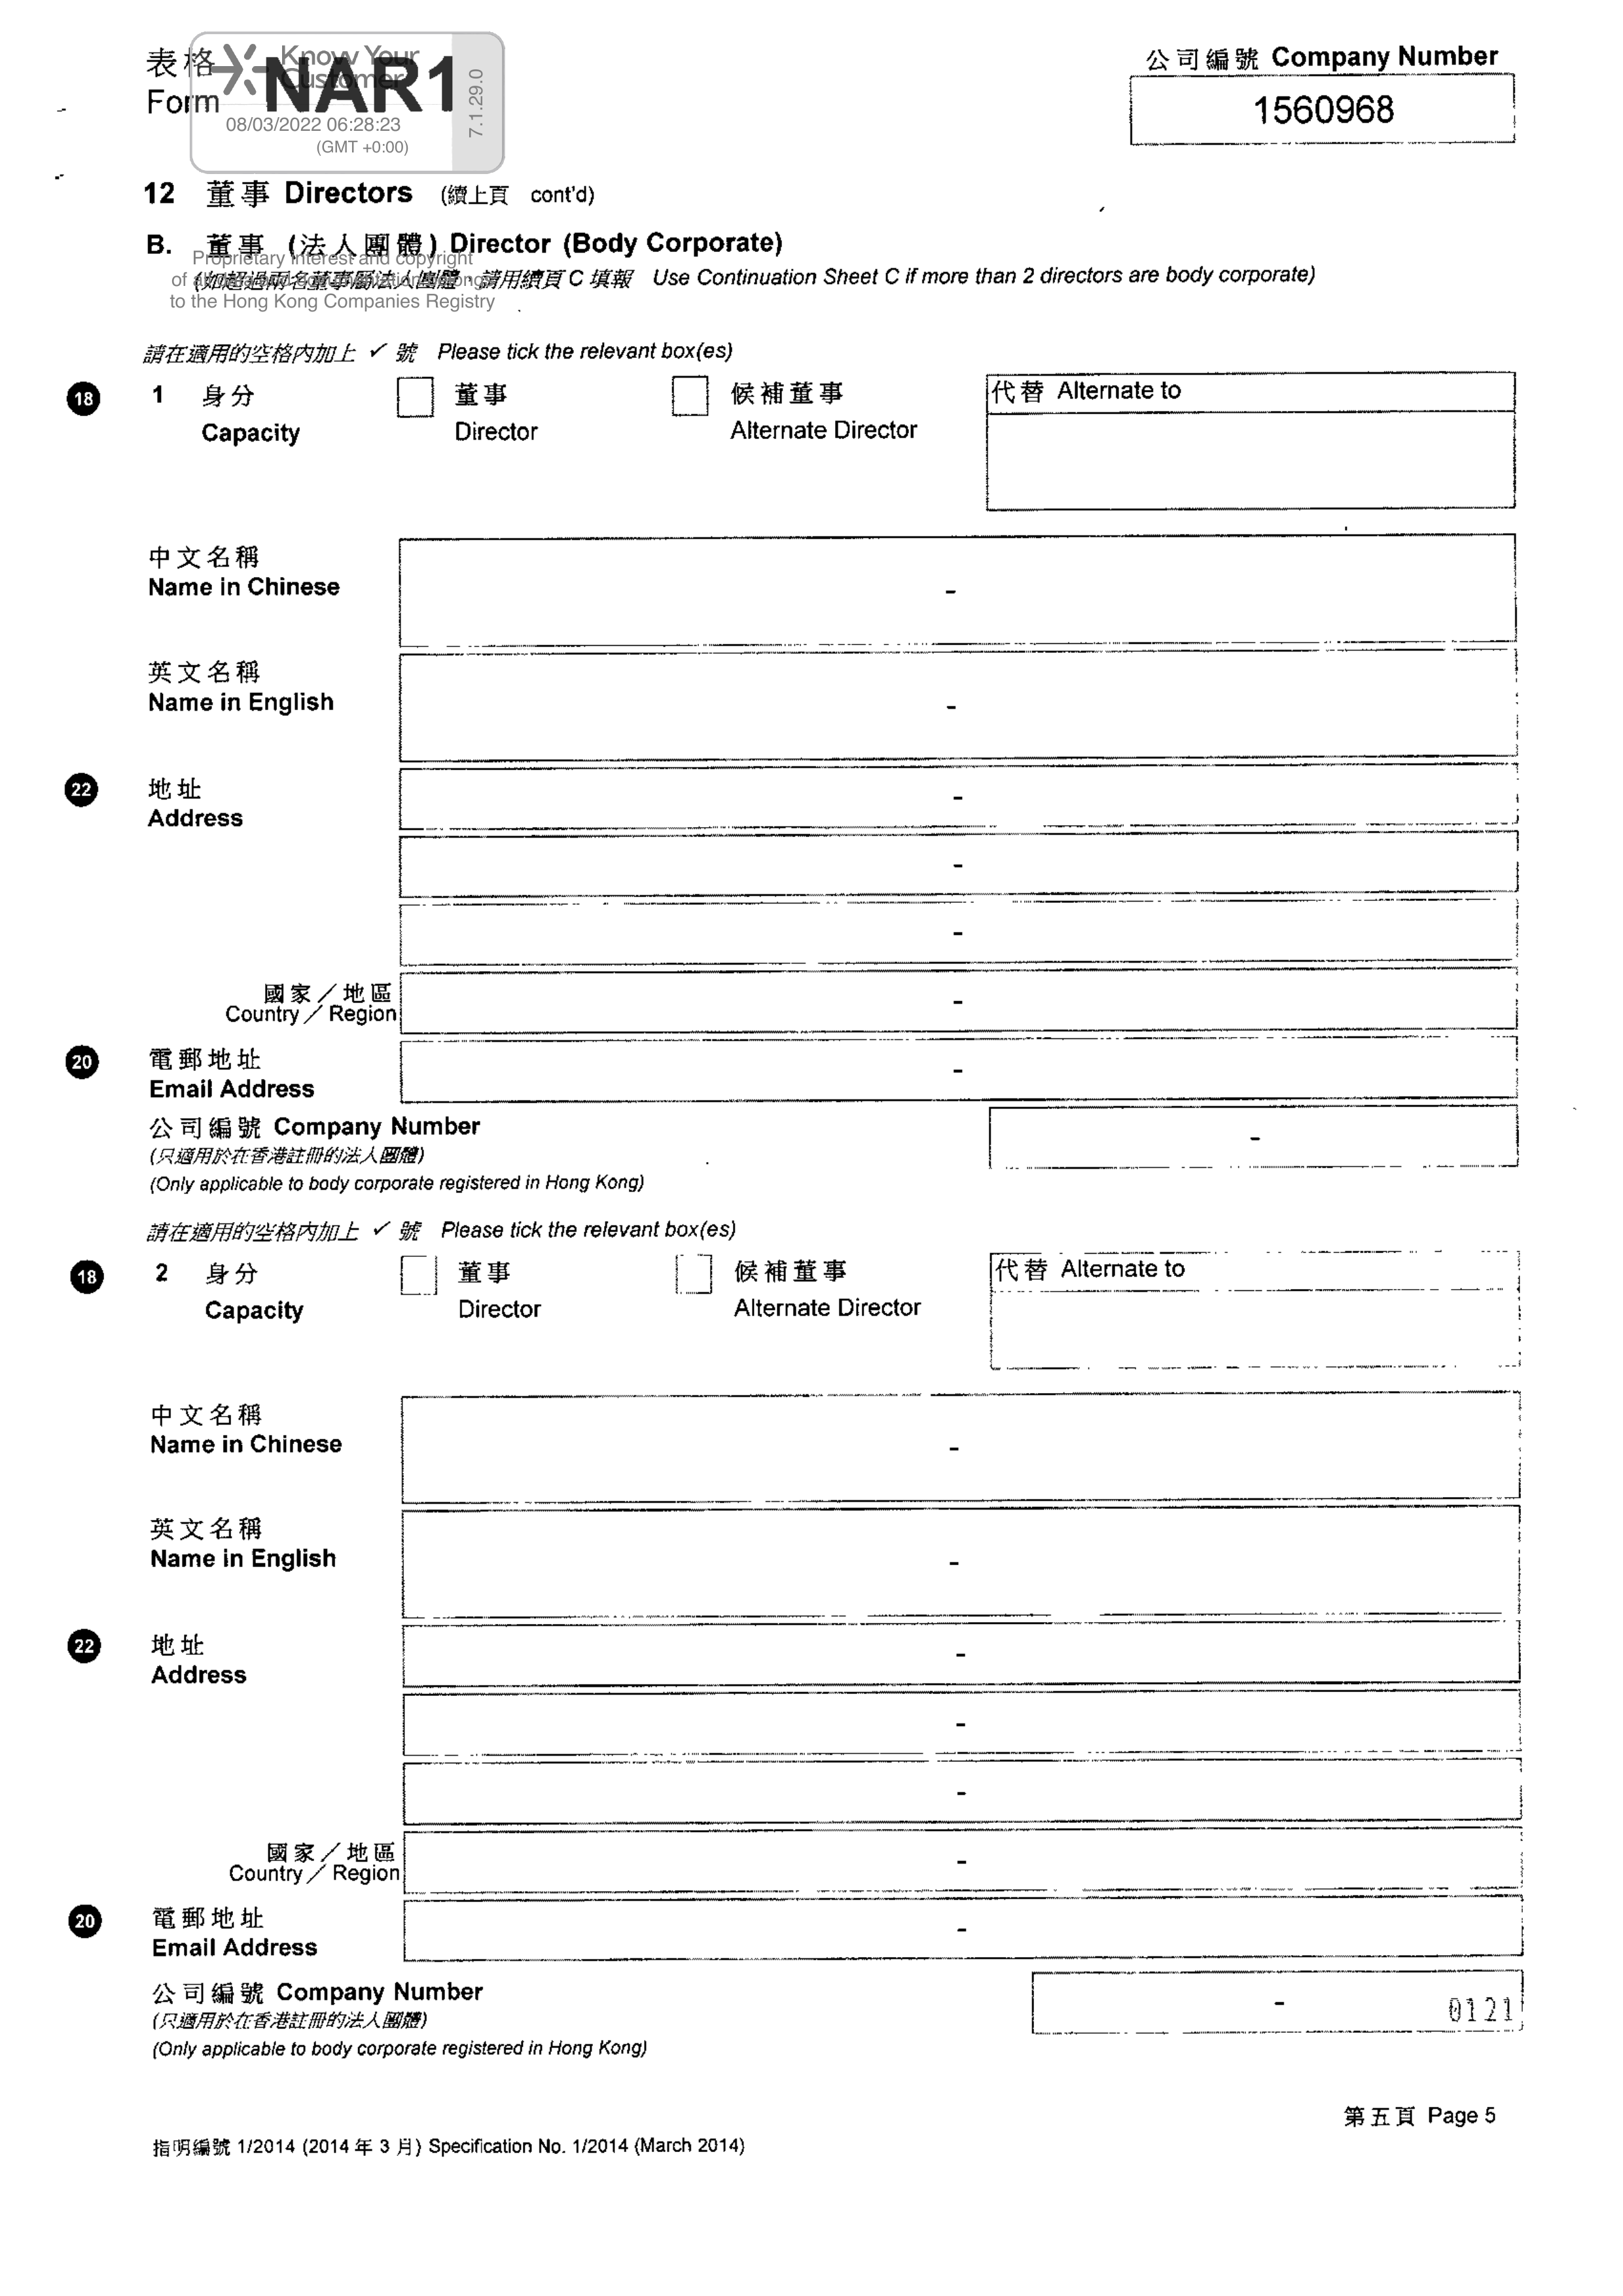 表格 Know Your 公司編號 Company Number
Form NAR1 Customer 7.1.29.0
1560968
08/03/2022 06:28:23
(GMT +0:00)
12 董事 Directors (續上頁 cont'd)
B. 董事 (法人團體) Director (Body Corporate)
Proprietary interest and copyright
(如超過兩名董事屬法人團體,請用續頁 C 填報 Use Continuation Sheet C if more than 2 directors are body corporate)
to the Hong Kong Companies Registry
請在適用的空格內加上 ✓ 號 Please tick the relevant box(es)
18 1 身分 董事 候補董事 代替 Alternate to
Capacity Director Alternate Director
中文名稱
Name in Chinese -
英文名稱
Name in English -
22 地址 -
Address
-
-
國家／地區 -
Country／Region
20 電郵地址 -
Email Address
公司編號 Company Number -
(只適用於在香港註冊的法人團體)
(Only applicable to body corporate registered in Hong Kong)
請在適用的空格內加上 ✓ 號 Please tick the relevant box(es)
18 2 身分 董事 候補董事 代替 Alternate to
Capacity Director Alternate Director
中文名稱
Name in Chinese -
英文名稱
Name in English -
22 地址 -
Address
-
-
國家／地區 -
Country／Region
20 電郵地址 -
Email Address
公司編號 Company Number - 0121
(只適用於在香港註冊的法人團體)
(Only applicable to body corporate registered in Hong Kong)
第五頁 Page 5
指明編號 1/2014 (2014 年 3 月) Specification No. 1/2014 (March 2014)